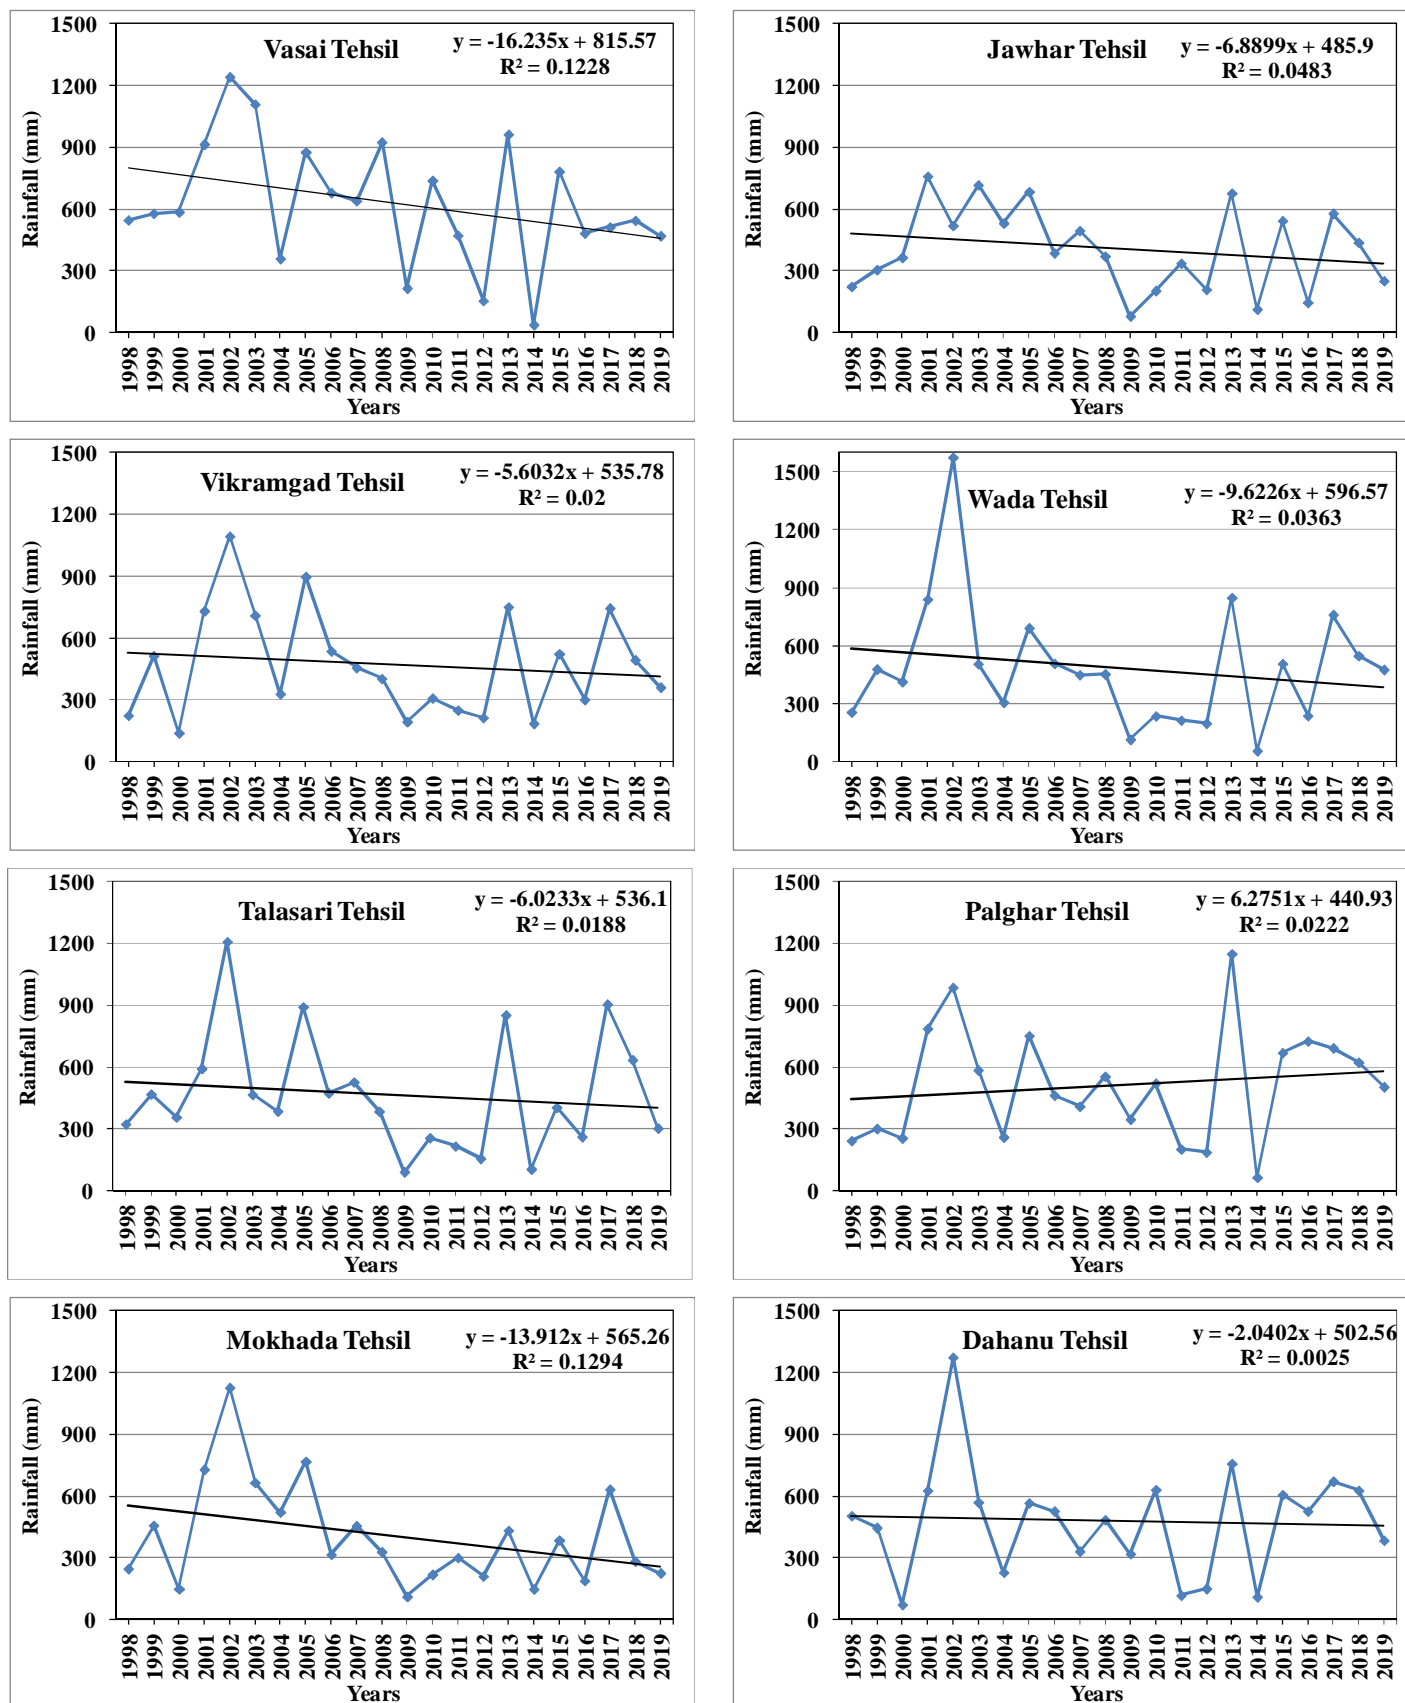 Vasai Tehsil
y = -16.235x + 815.57
R² = 0.1228
Rainfall (mm)
1500
1200
900
600
300
0
1998 1999 2000 2001 2002 2003 2004 2005 2006 2007 2008 2009 2010 2011 2012 2013 2014 2015 2016 2017 2018 2019
Years
Jawhar Tehsil
y = -6.8899x + 485.9
R² = 0.0483
Rainfall (mm)
1500
1200
900
600
300
0
1998 1999 2000 2001 2002 2003 2004 2005 2006 2007 2008 2009 2010 2011 2012 2013 2014 2015 2016 2017 2018 2019
Years
Vikramgad Tehsil
y = -5.6032x + 535.78
R² = 0.02
Rainfall (mm)
1500
1200
900
600
300
0
1998 1999 2000 2001 2002 2003 2004 2005 2006 2007 2008 2009 2010 2011 2012 2013 2014 2015 2016 2017 2018 2019
Years
Wada Tehsil
y = -9.6226x + 596.57
R² = 0.0363
Rainfall (mm)
1500
1200
900
600
300
0
1998 1999 2000 2001 2002 2003 2004 2005 2006 2007 2008 2009 2010 2011 2012 2013 2014 2015 2016 2017 2018 2019
Years
Talasari Tehsil
y = -6.0233x + 536.1
R² = 0.0188
Rainfall (mm)
1500
1200
900
600
300
0
1998 1999 2000 2001 2002 2003 2004 2005 2006 2007 2008 2009 2010 2011 2012 2013 2014 2015 2016 2017 2018 2019
Years
Palghar Tehsil
y = 6.2751x + 440.93
R² = 0.0222
Rainfall (mm)
1500
1200
900
600
300
0
1998 1999 2000 2001 2002 2003 2004 2005 2006 2007 2008 2009 2010 2011 2012 2013 2014 2015 2016 2017 2018 2019
Years
Mokhada Tehsil
y = -13.912x + 565.26
R² = 0.1294
Rainfall (mm)
1500
1200
900
600
300
0
1998 1999 2000 2001 2002 2003 2004 2005 2006 2007 2008 2009 2010 2011 2012 2013 2014 2015 2016 2017 2018 2019
Years
Dahanu Tehsil
y = -2.0402x + 502.56
R² = 0.0025
Rainfall (mm)
1500
1200
900
600
300
0
1998 1999 2000 2001 2002 2003 2004 2005 2006 2007 2008 2009 2010 2011 2012 2013 2014 2015 2016 2017 2018 2019
Years